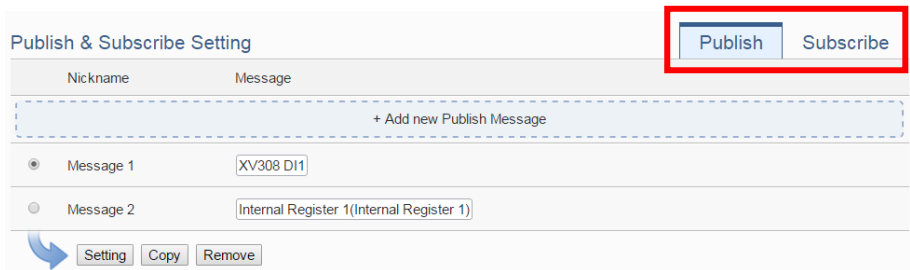 Publish & Subscribe Setting Publish Subscribe
Nickname Message
+ Add new Publish Message
Message 1 XV308 DI1
Message 2 Internal Register 1(Internal Register 1)
Setting Copy Remove